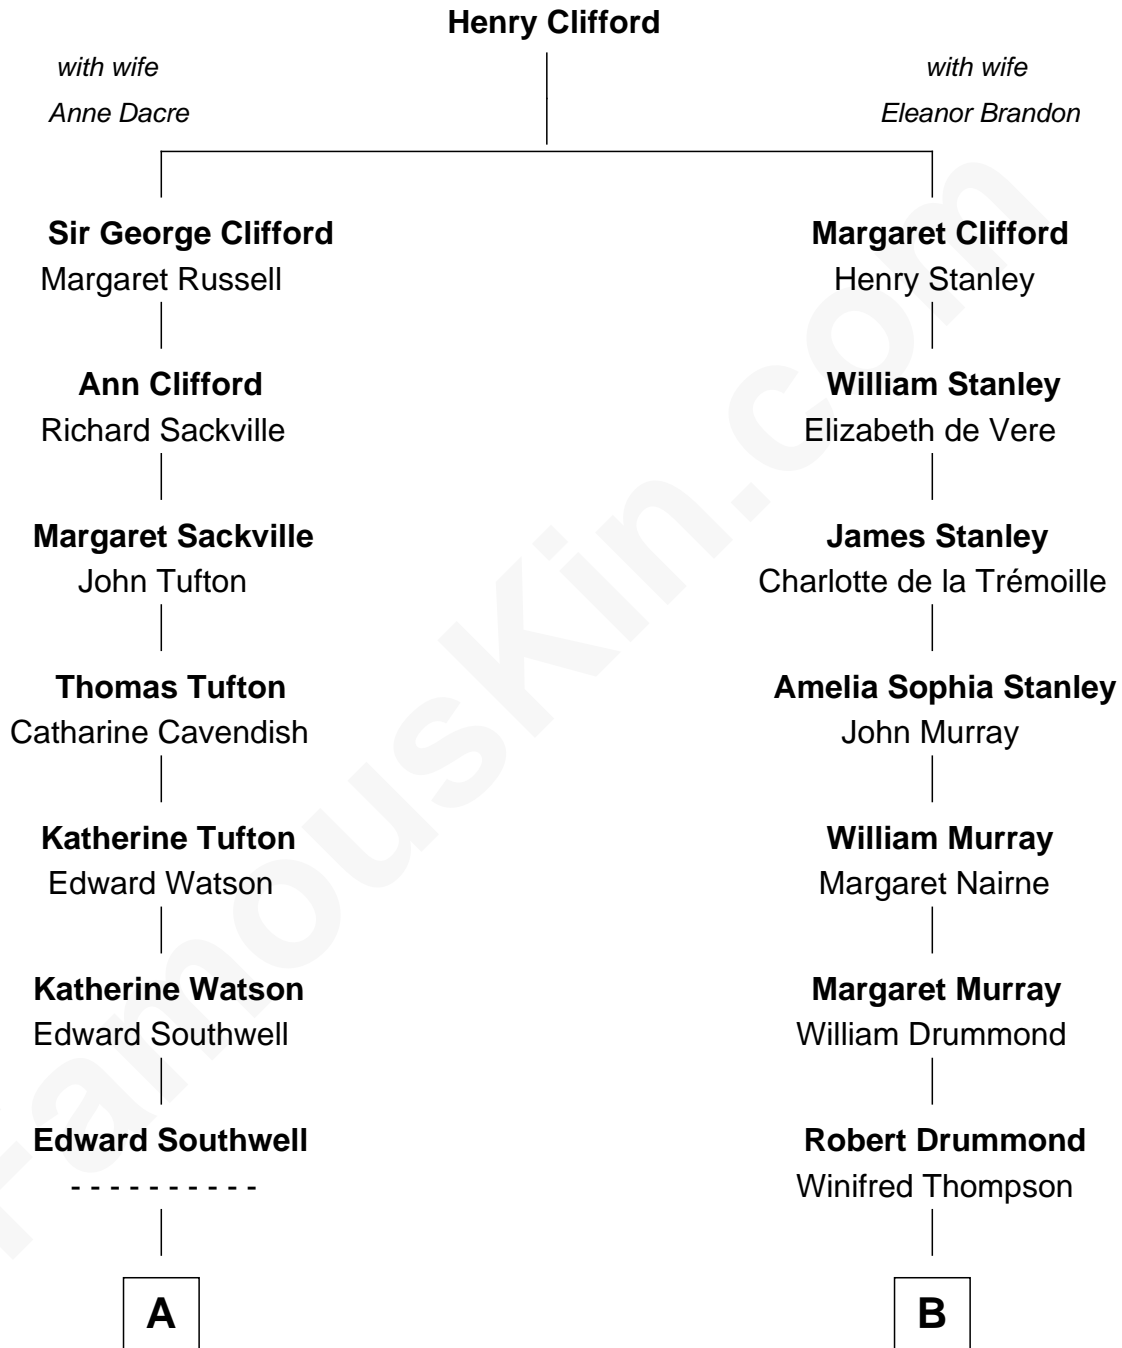 Henry Clifford
with wife
Anne Dacre
with wife
Eleanor Brandon
Sir George Clifford
Margaret Russell
Margaret Clifford
Henry Stanley
Ann Clifford
Richard Sackville
William Stanley
Elizabeth de Vere
Margaret Sackville
John Tufton
James Stanley
Charlotte de la Trémoille
Thomas Tufton
Catharine Cavendish
Amelia Sophia Stanley
John Murray
Katherine Tufton
Edward Watson
William Murray
Margaret Nairne
Katherine Watson
Edward Southwell
Margaret Murray
William Drummond
Edward Southwell
- - - - - - - - - -
Robert Drummond
Winifred Thompson
A
B
FamousKin.com